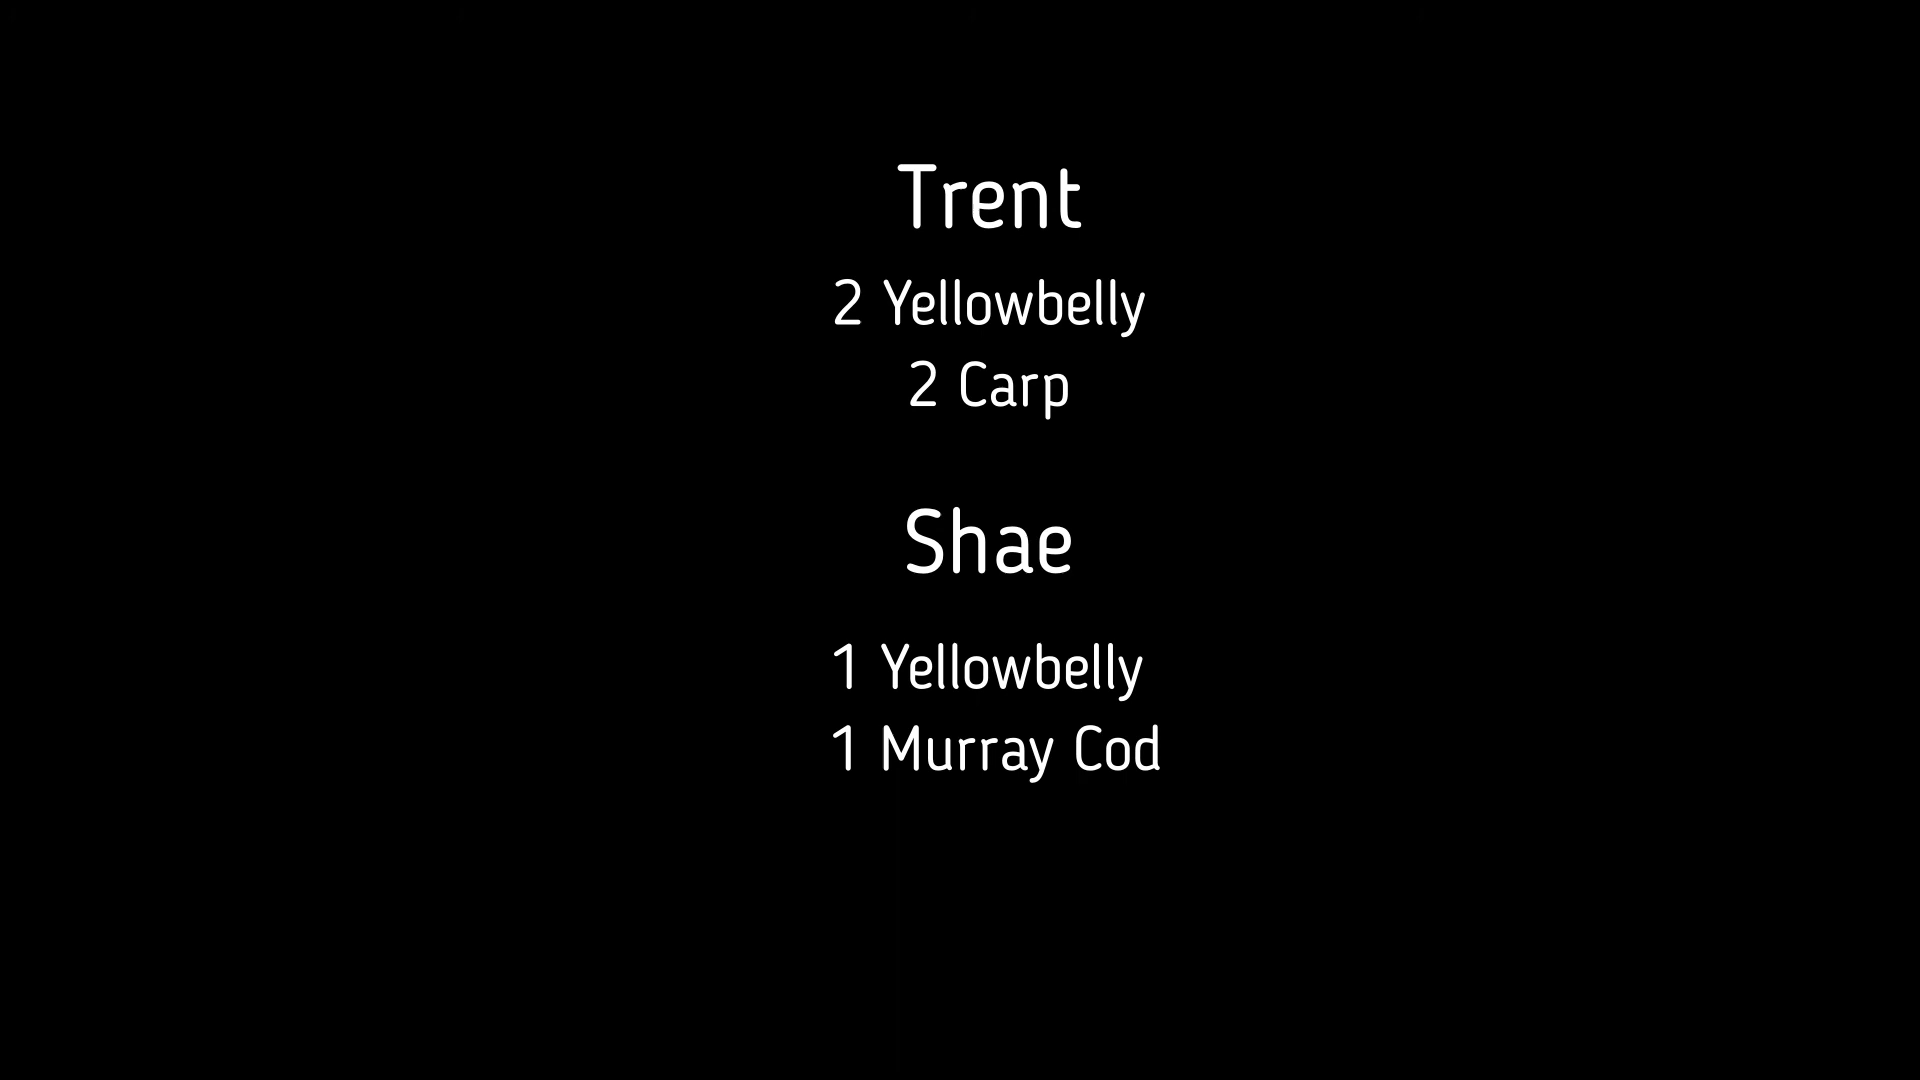 Trent
2 Yellowbelly
2 Carp
Shae
1 Yellowbelly
1 Murray Cod